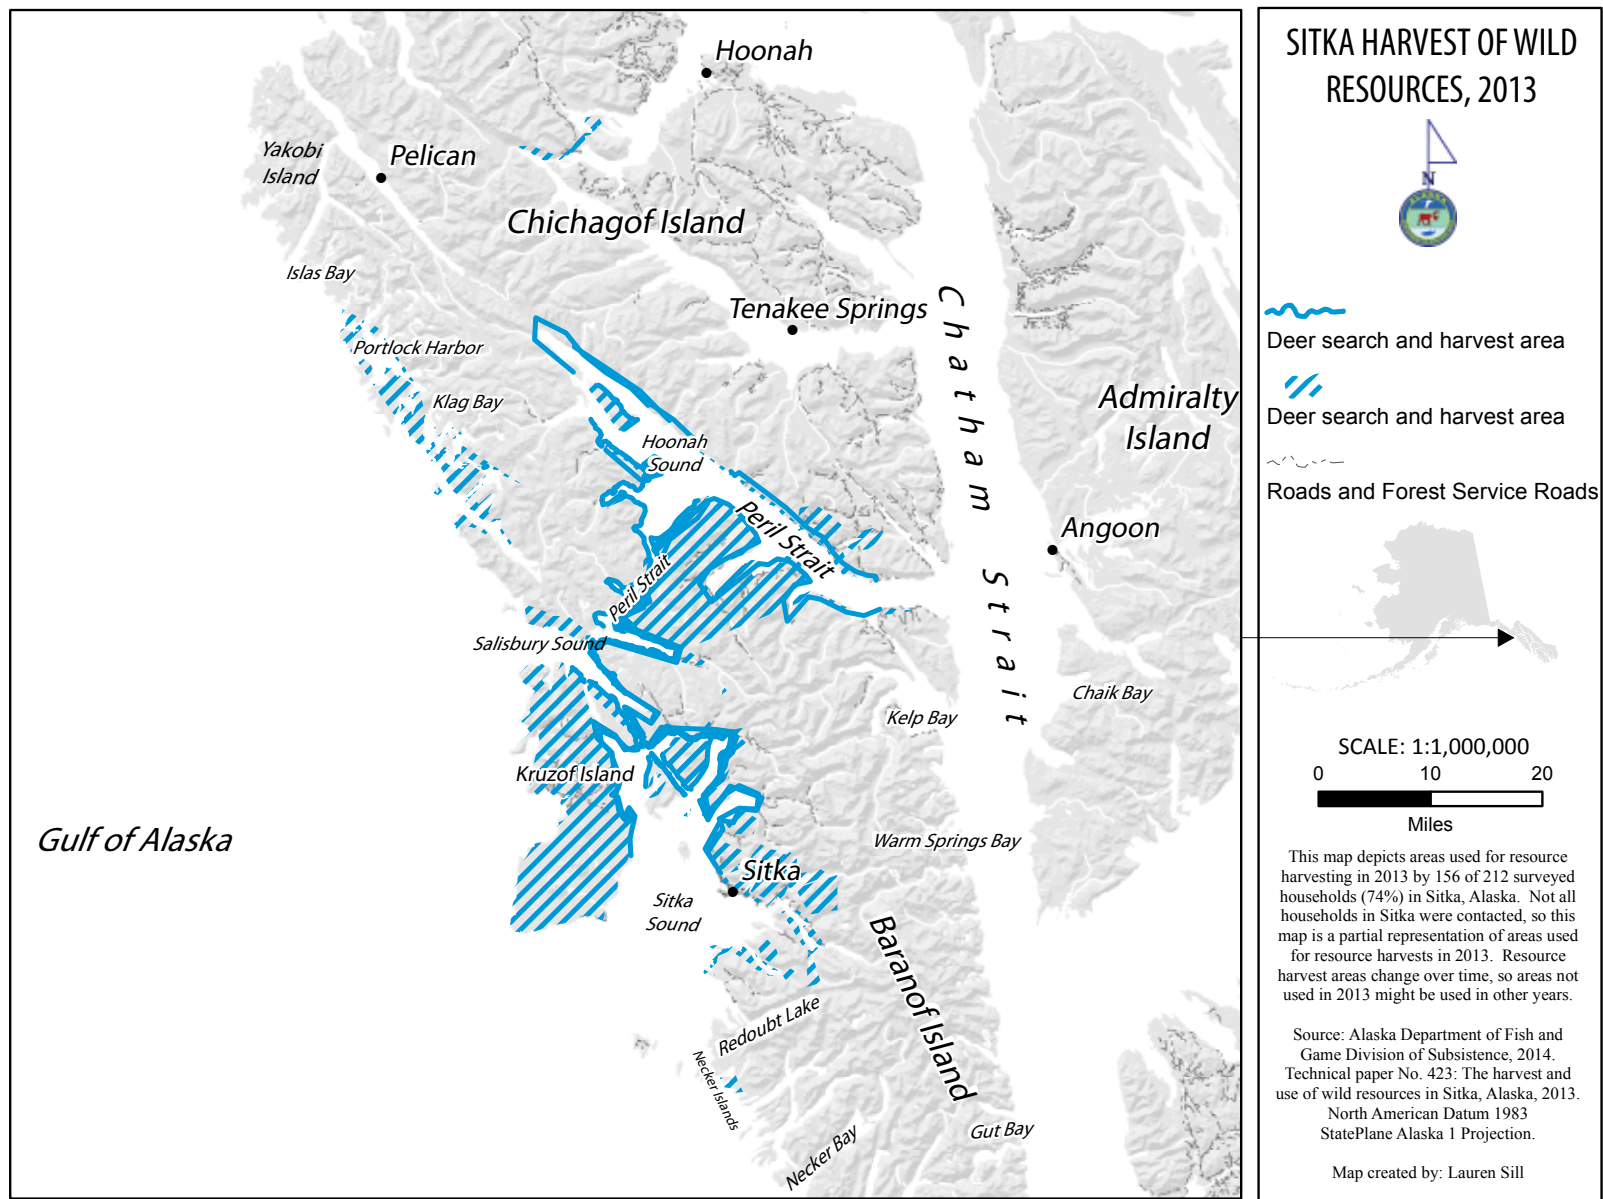 Hoonah
Yakobi
Island
Pelican
Chichagof Island
Islas Bay
Tenakee Springs
Portlock Harbor
Klag Bay
Hoonah
Sound
Chatham Strait
Admiralty
Island
Peril Strait
Angoon
Peril Strait
Salisbury Sound
Chaik Bay
Kelp Bay
Kruzof Island
Gulf of Alaska
Warm Springs Bay
Sitka
Sitka
Sound
Baranof Island
Redoubt Lake
Necker Islands
Necker Bay
Gut Bay
SITKA HARVEST OF WILD
RESOURCES, 2013
N
ALASKA
Deer search and harvest area
Deer search and harvest area
Roads and Forest Service Roads
SCALE: 1:1,000,000
0 10 20
Miles
This map depicts areas used for resource
harvesting in 2013 by 156 of 212 surveyed
households (74%) in Sitka, Alaska.  Not all
households in Sitka were contacted, so this
map is a partial representation of areas used
for resource harvests in 2013.  Resource
harvest areas change over time, so areas not
used in 2013 might be used in other years.
Source: Alaska Department of Fish and
Game Division of Subsistence, 2014.
Technical paper No. 423: The harvest and
use of wild resources in Sitka, Alaska, 2013.
North American Datum 1983
StatePlane Alaska 1 Projection.
Map created by: Lauren Sill